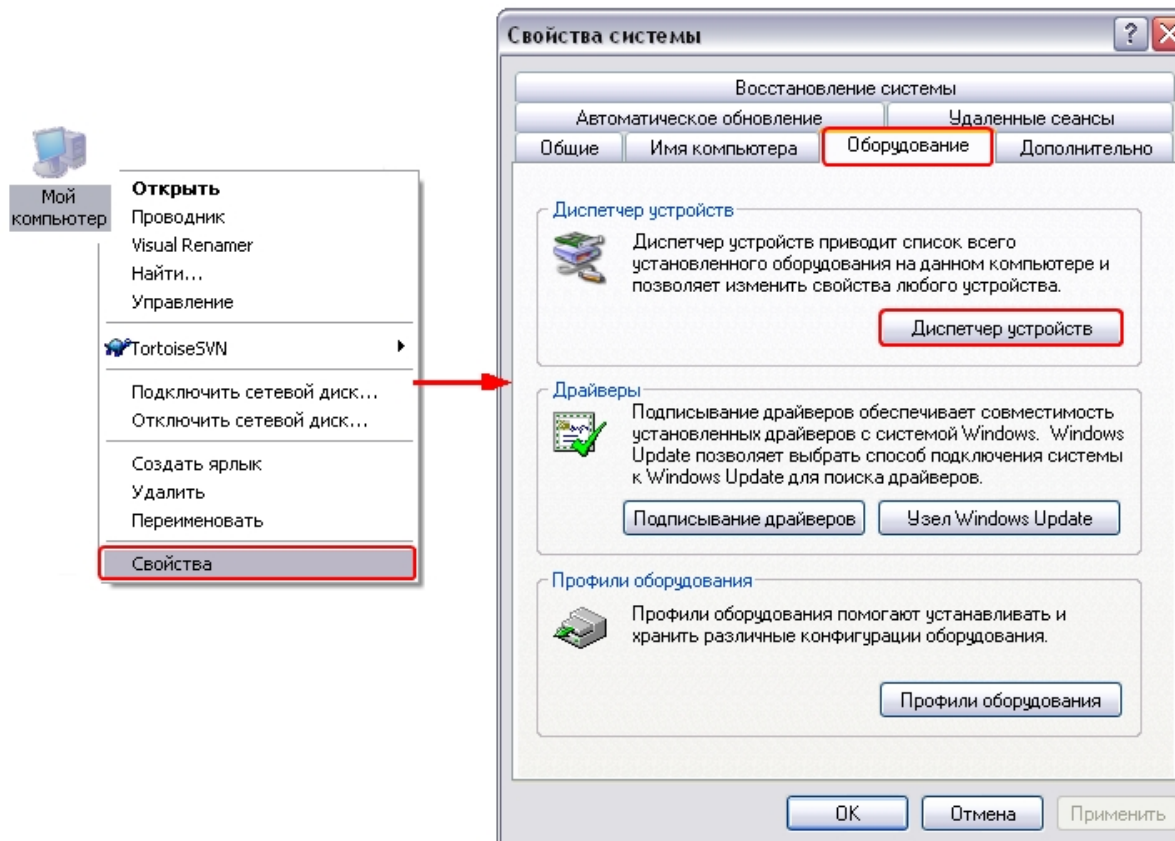 Мой
компьютер
Открыть
Проводник
Visual Renamer
Найти...
Управление
TortoiseSVN
Подключить сетевой диск...
Отключить сетевой диск...
Создать ярлык
Удалить
Переименовать
Свойства
Свойства системы
Восстановление системы
Автоматическое обновление
Удаленные сеансы
Общие
Имя компьютера
Оборудование
Дополнительно
Диспетчер устройств
Диспетчер устройств приводит список всего
установленного оборудования на данном компьютере и
позволяет изменить свойства любого устройства.
Диспетчер устройств
Драйверы
Подписывание драйверов обеспечивает совместимость
установленных драйверов с системой Windows. Windows
Update позволяет выбрать способ подключения системы
к Windows Update для поиска драйверов.
Подписывание драйверов
Узел Windows Update
Профили оборудования
Профили оборудования помогают устанавливать и
хранить различные конфигурации оборудования.
Профили оборудования
OK
Отмена
Применить